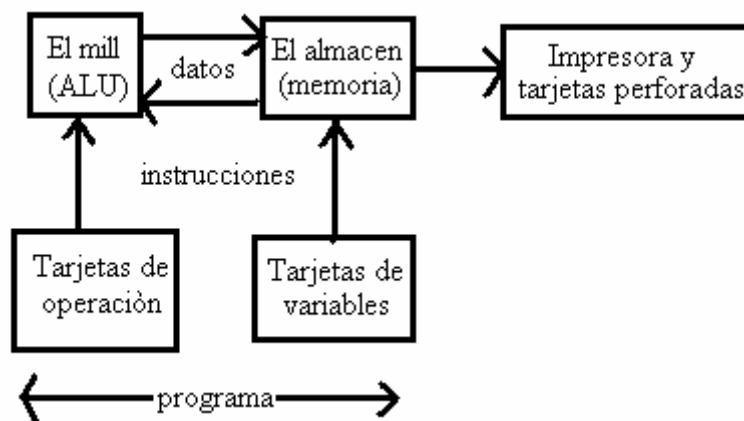 El mill
(ALU)
datos
El almacen
(memoria)
Impresora y
tarjetas perforadas
instrucciones
Tarjetas de
operaciòn
Tarjetas de
variables
programa